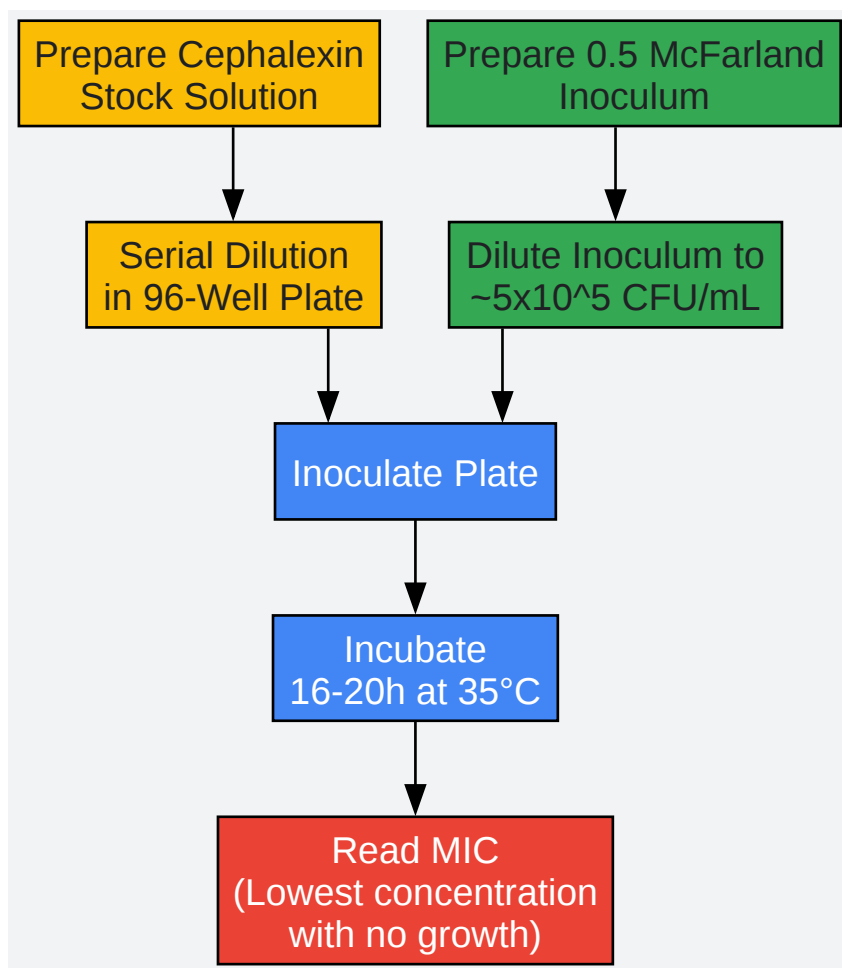 Prepare Cephalexin
Stock Solution
Prepare 0.5 McFarland
Inoculum
Serial Dilution
in 96-Well Plate
Dilute Inoculum to
~5x10^5 CFU/mL
Inoculate Plate
Incubate
16-20h at 35°C
Read MIC
(Lowest concentration
with no growth)